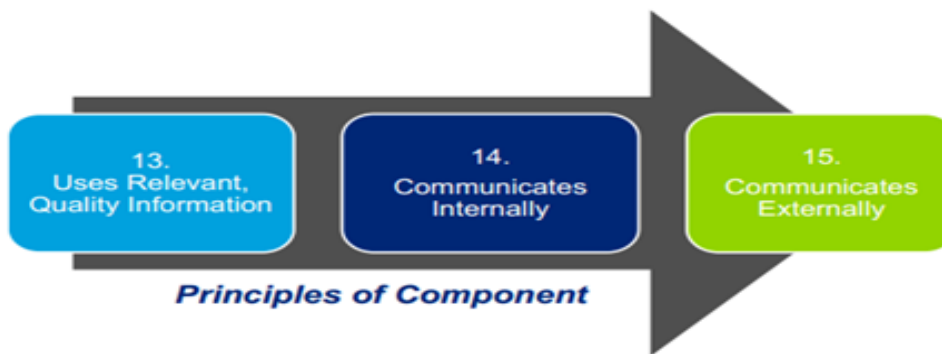 13.
Uses Relevant,
Quality Information
14.
Communicates
Internally
15.
Communicates
Externally
Principles of Component